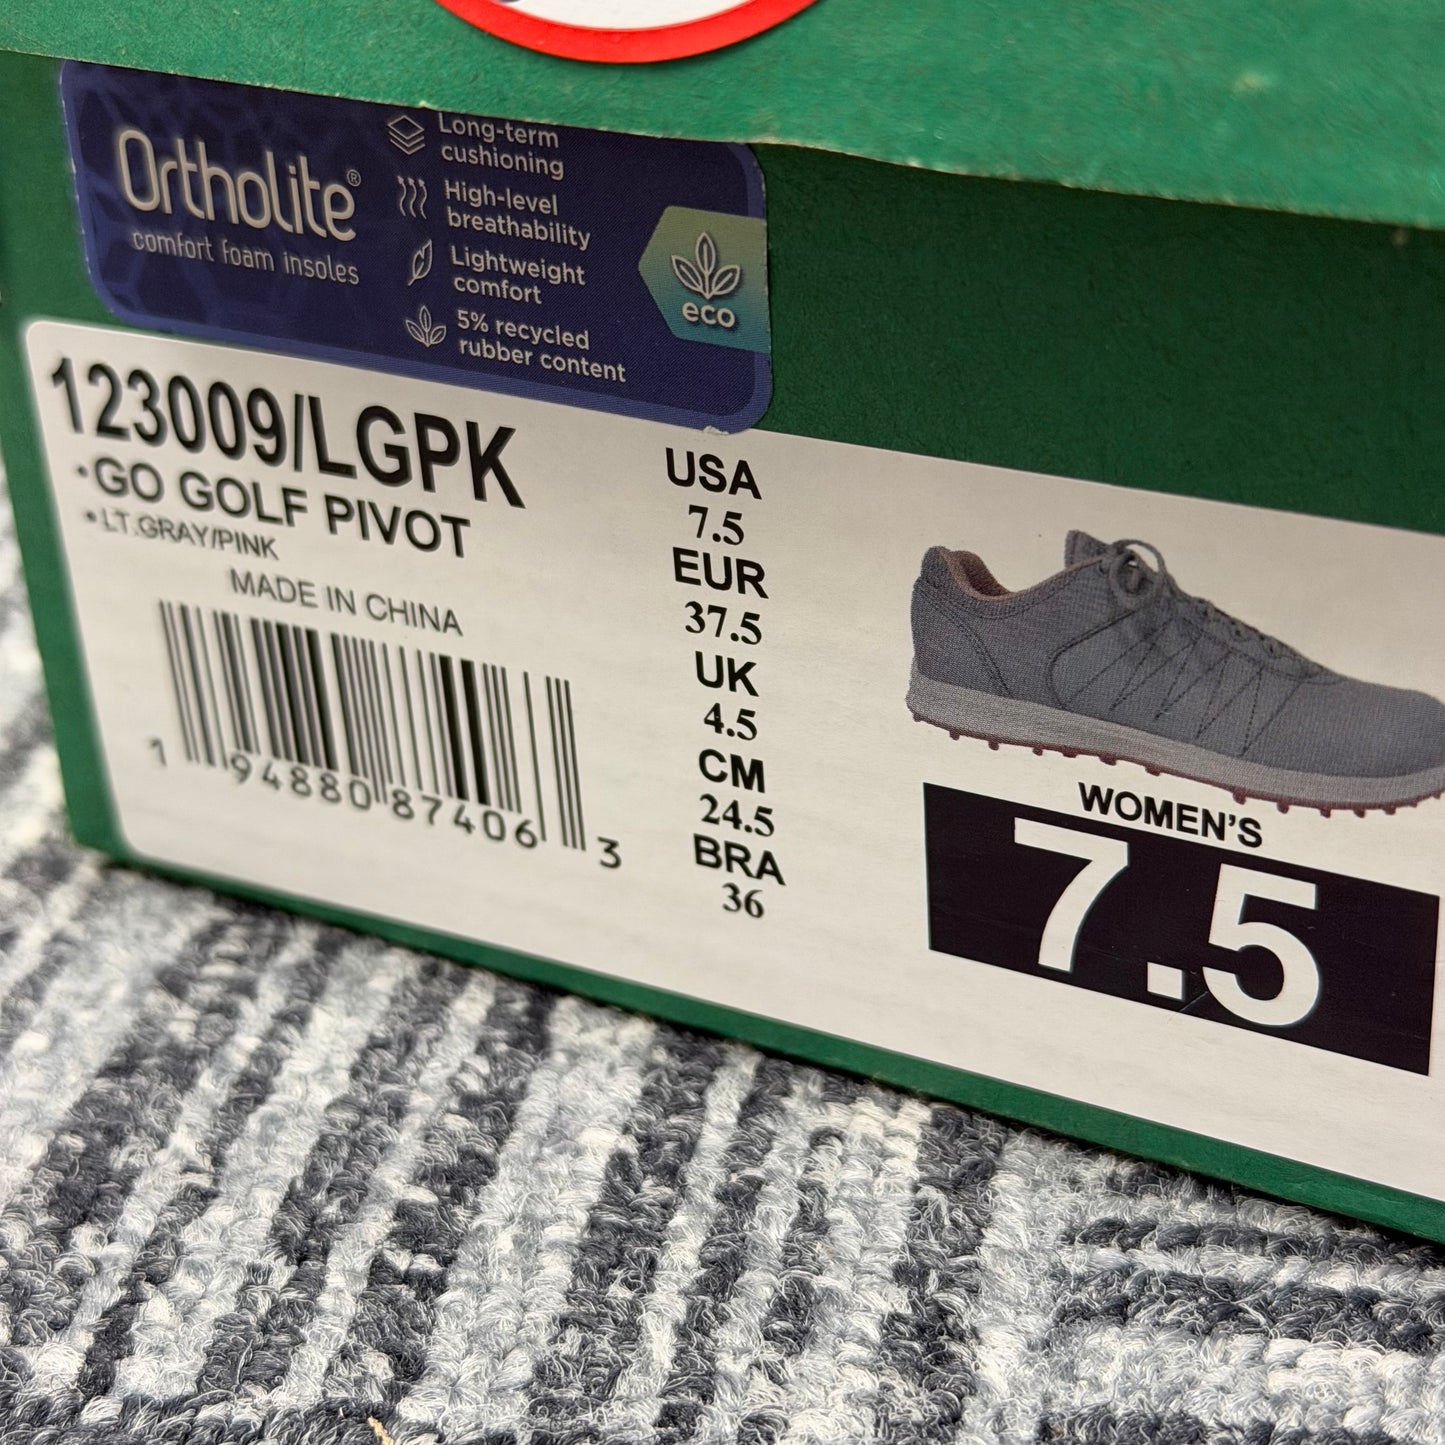 OrthoLite®
comfort foam insoles
Long-term
cushioning
High-level
breathability
Lightweight
comfort
5% recycled
rubber content
eco
123009/LGPK
•GO GOLF PIVOT
•LT.GRAY/PINK
MADE IN CHINA
1 94880 87406 3
USA
7.5
EUR
37.5
UK
4.5
CM
24.5
BRA
36
WOMEN'S
7.5